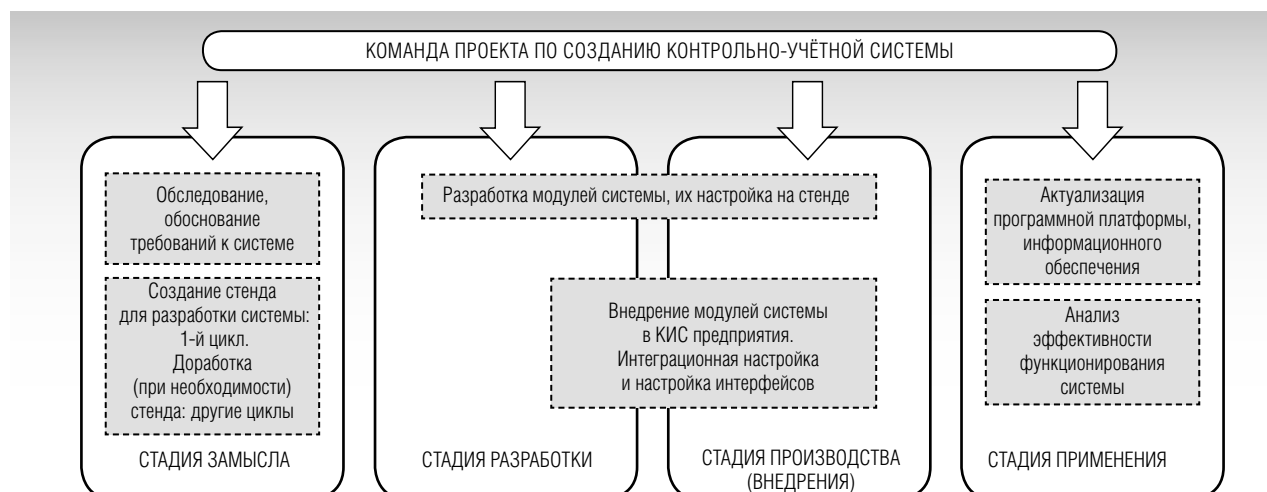 КОМАНДА ПРОЕКТА ПО СОЗДАНИЮ КОНТРОЛЬНО-УЧЁТНОЙ СИСТЕМЫ
Обследование,
обоснование
требований к системе
Создание стенда
для разработки системы:
1-й цикл.
Доработка
(при необходимости)
стенда: другие циклы
СТАДИЯ ЗАМЫСЛА
Разработка модулей системы, их настройка на стенде
Внедрение модулей системы
в КИС предприятия.
Интеграционная настройка
и настройка интерфейсов
СТАДИЯ РАЗРАБОТКИ
СТАДИЯ ПРОИЗВОДСТВА
(ВНЕДРЕНИЯ)
Актуализация
программной платформы,
информационного
обеспечения
Анализ
эффективности
функционирования
системы
СТАДИЯ ПРИМЕНЕНИЯ